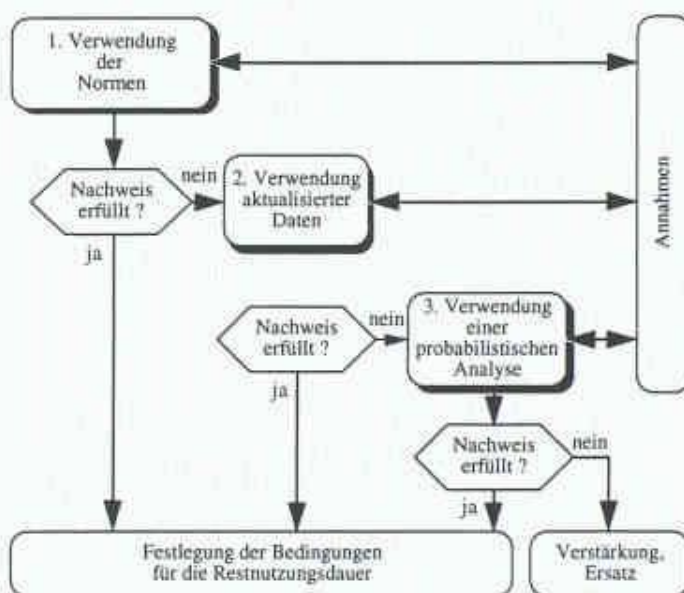 1. Verwendung
der
Normen
Nachweis
erfüllt ?
nein
ja
2. Verwendung
aktualisierter
Daten
Annahmen
Nachweis
erfüllt ?
nein
ja
3. Verwendung
einer
probabilistischen
Analyse
Nachweis
erfüllt ?
nein
ja
Festlegung der Bedingungen
für die Restnutzungsdauer
Verstärkung,
Ersatz